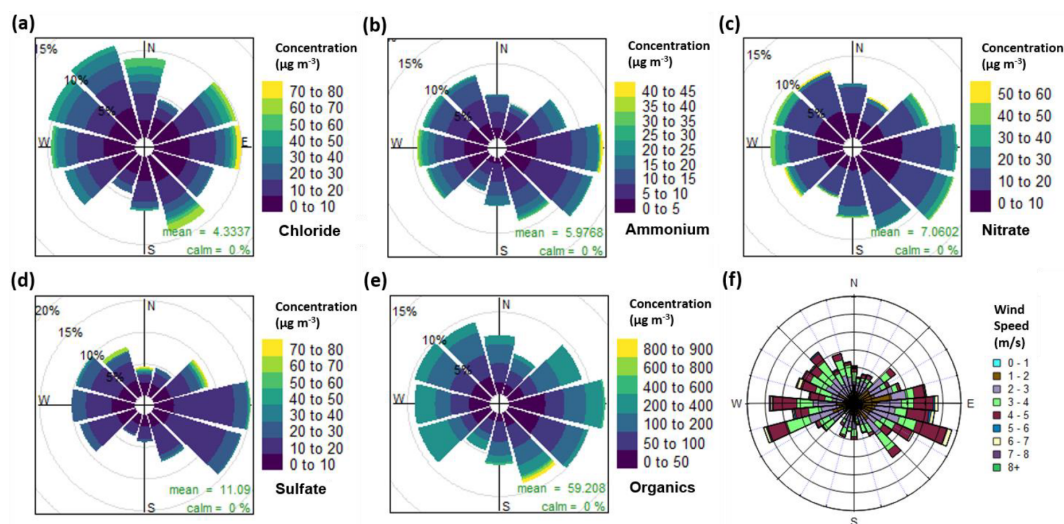 (a)
15%
10%
5%
N
W
E
S
mean = 4.3337
calm = 0 %
Concentration
(µg m⁻³)
70 to 80
60 to 70
50 to 60
40 to 50
30 to 40
20 to 30
10 to 20
0 to 10
Chloride
(b)
15%
10%
5%
N
W
E
S
mean = 5.9768
calm = 0 %
Concentration
(µg m⁻³)
40 to 45
35 to 40
30 to 35
25 to 30
20 to 25
15 to 20
10 to 15
5 to 10
0 to 5
Ammonium
(c)
15%
10%
5%
N
W
E
S
mean = 7.0602
calm = 0 %
Concentration
(µg m⁻³)
50 to 60
40 to 50
30 to 40
20 to 30
10 to 20
0 to 10
Nitrate
(d)
20%
15%
10%
5%
N
W
E
S
mean = 11.09
calm = 0 %
Concentration
(µg m⁻³)
70 to 80
60 to 70
50 to 60
40 to 50
30 to 40
20 to 30
10 to 20
0 to 10
Sulfate
(e)
15%
10%
5%
N
W
E
S
mean = 59.208
calm = 0 %
Concentration
(µg m⁻³)
800 to 900
600 to 800
400 to 600
200 to 400
100 to 200
50 to 100
0 to 50
Organics
(f)
N
W
E
S
Wind
Speed
(m/s)
0 - 1
1 - 2
2 - 3
3 - 4
4 - 5
5 - 6
6 - 7
7 - 8
8+